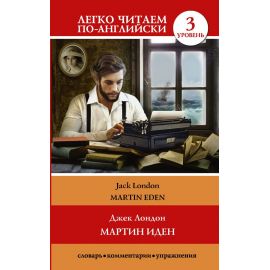 ЛЕГКО ЧИТАЕМ
ПО-АНГЛИЙСКИ
3
УРОВЕНЬ
Jack London
MARTIN EDEN
Джек Лондон
МАРТИН ИДЕН
словарь • комментарии • упражнения